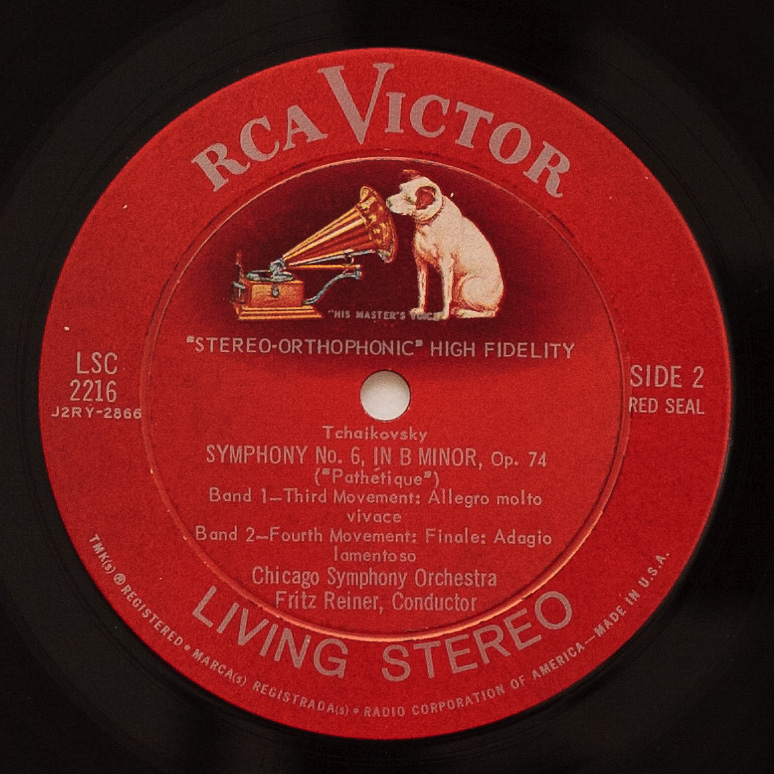 RCA VICTOR
"HIS MASTER'S VOICE"
"STEREO-ORTHOPHONIC" HIGH FIDELITY
LSC
2216
J2RY-2866
SIDE 2
RED SEAL
Tchaikovsky
SYMPHONY No. 6, IN B MINOR, Op. 74
("Pathétique")
Band 1—Third Movement: Allegro molto
vivace
Band 2—Fourth Movement: Finale: Adagio
lamentoso
Chicago Symphony Orchestra
Fritz Reiner, Conductor
LIVING STEREO
TMK(s) ® REGISTERED • MARCA(s) REGISTRADA(s) • RADIO CORPORATION OF AMERICA—MADE IN U.S.A.